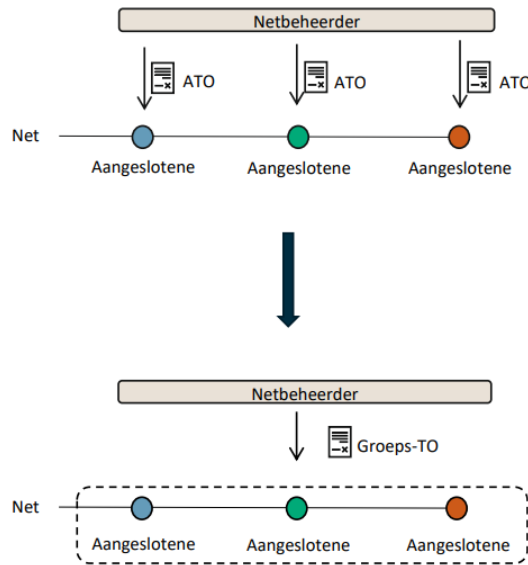 Netbeheerder
ATO ATO ATO
Net
Aangeslotene Aangeslotene Aangeslotene
Netbeheerder
Groeps-TO
Net
Aangeslotene Aangeslotene Aangeslotene